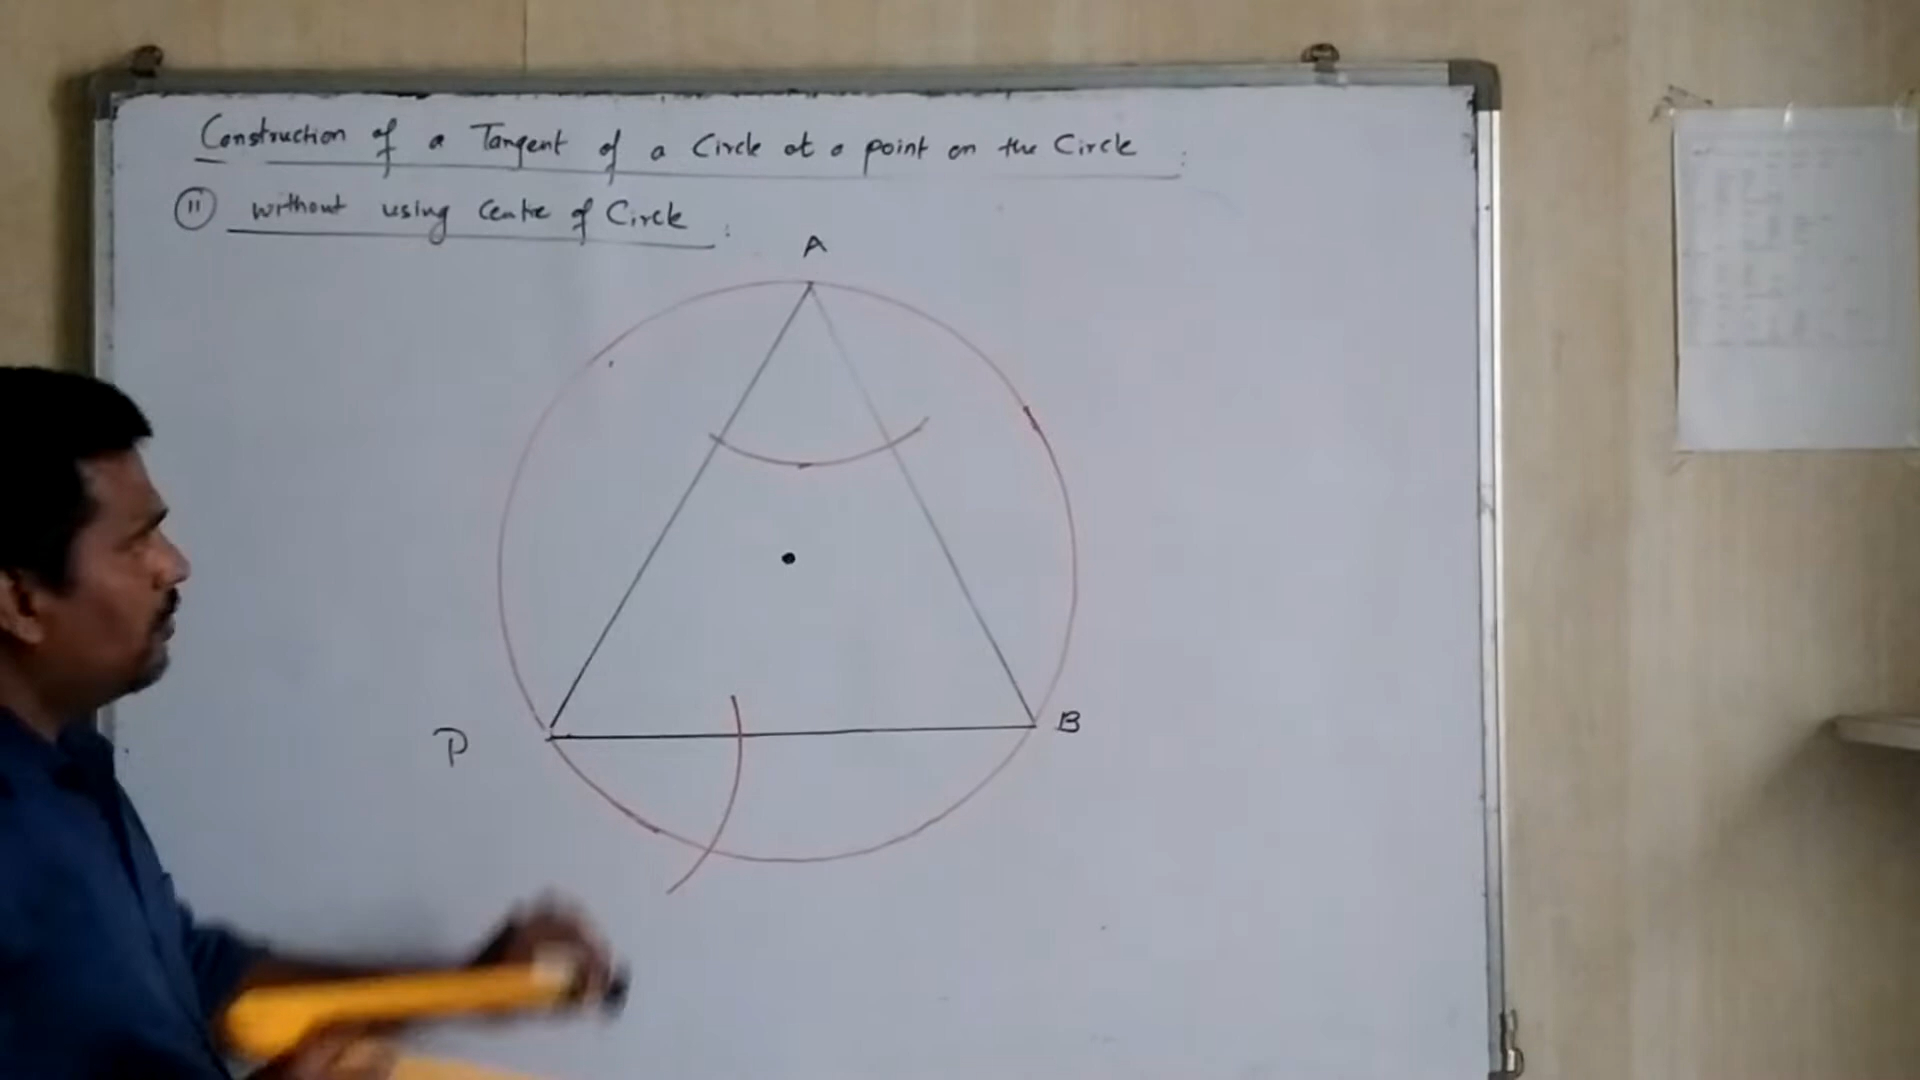 Construction of a Tangent of a Circle at a point on the Circle :
(ii) without using Centre of Circle :
A
P
B